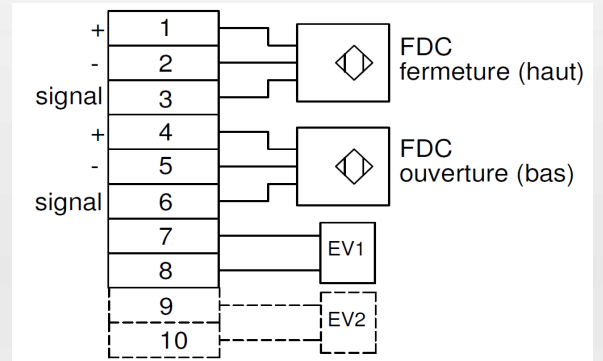 + 1
- 2
signal 3
FDC
fermeture (haut)
+ 4
- 5
signal 6
FDC
ouverture (bas)
7
8
EV1
9
10
EV2